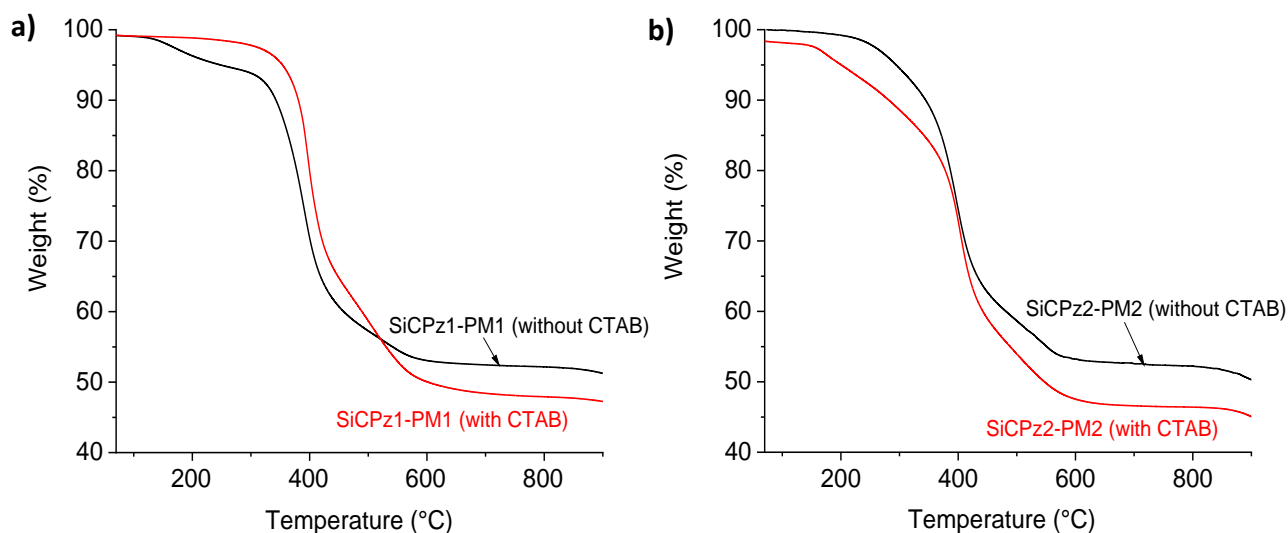 a)
100
90
80
70
60
50
40
Weight (%)
SiCPz1-PM1 (without CTAB)
SiCPz1-PM1 (with CTAB)
200 400 600 800
Temperature (°C)
b)
100
90
80
70
60
50
40
Weight (%)
SiCPz2-PM2 (without CTAB)
SiCPz2-PM2 (with CTAB)
200 400 600 800
Temperature (°C)